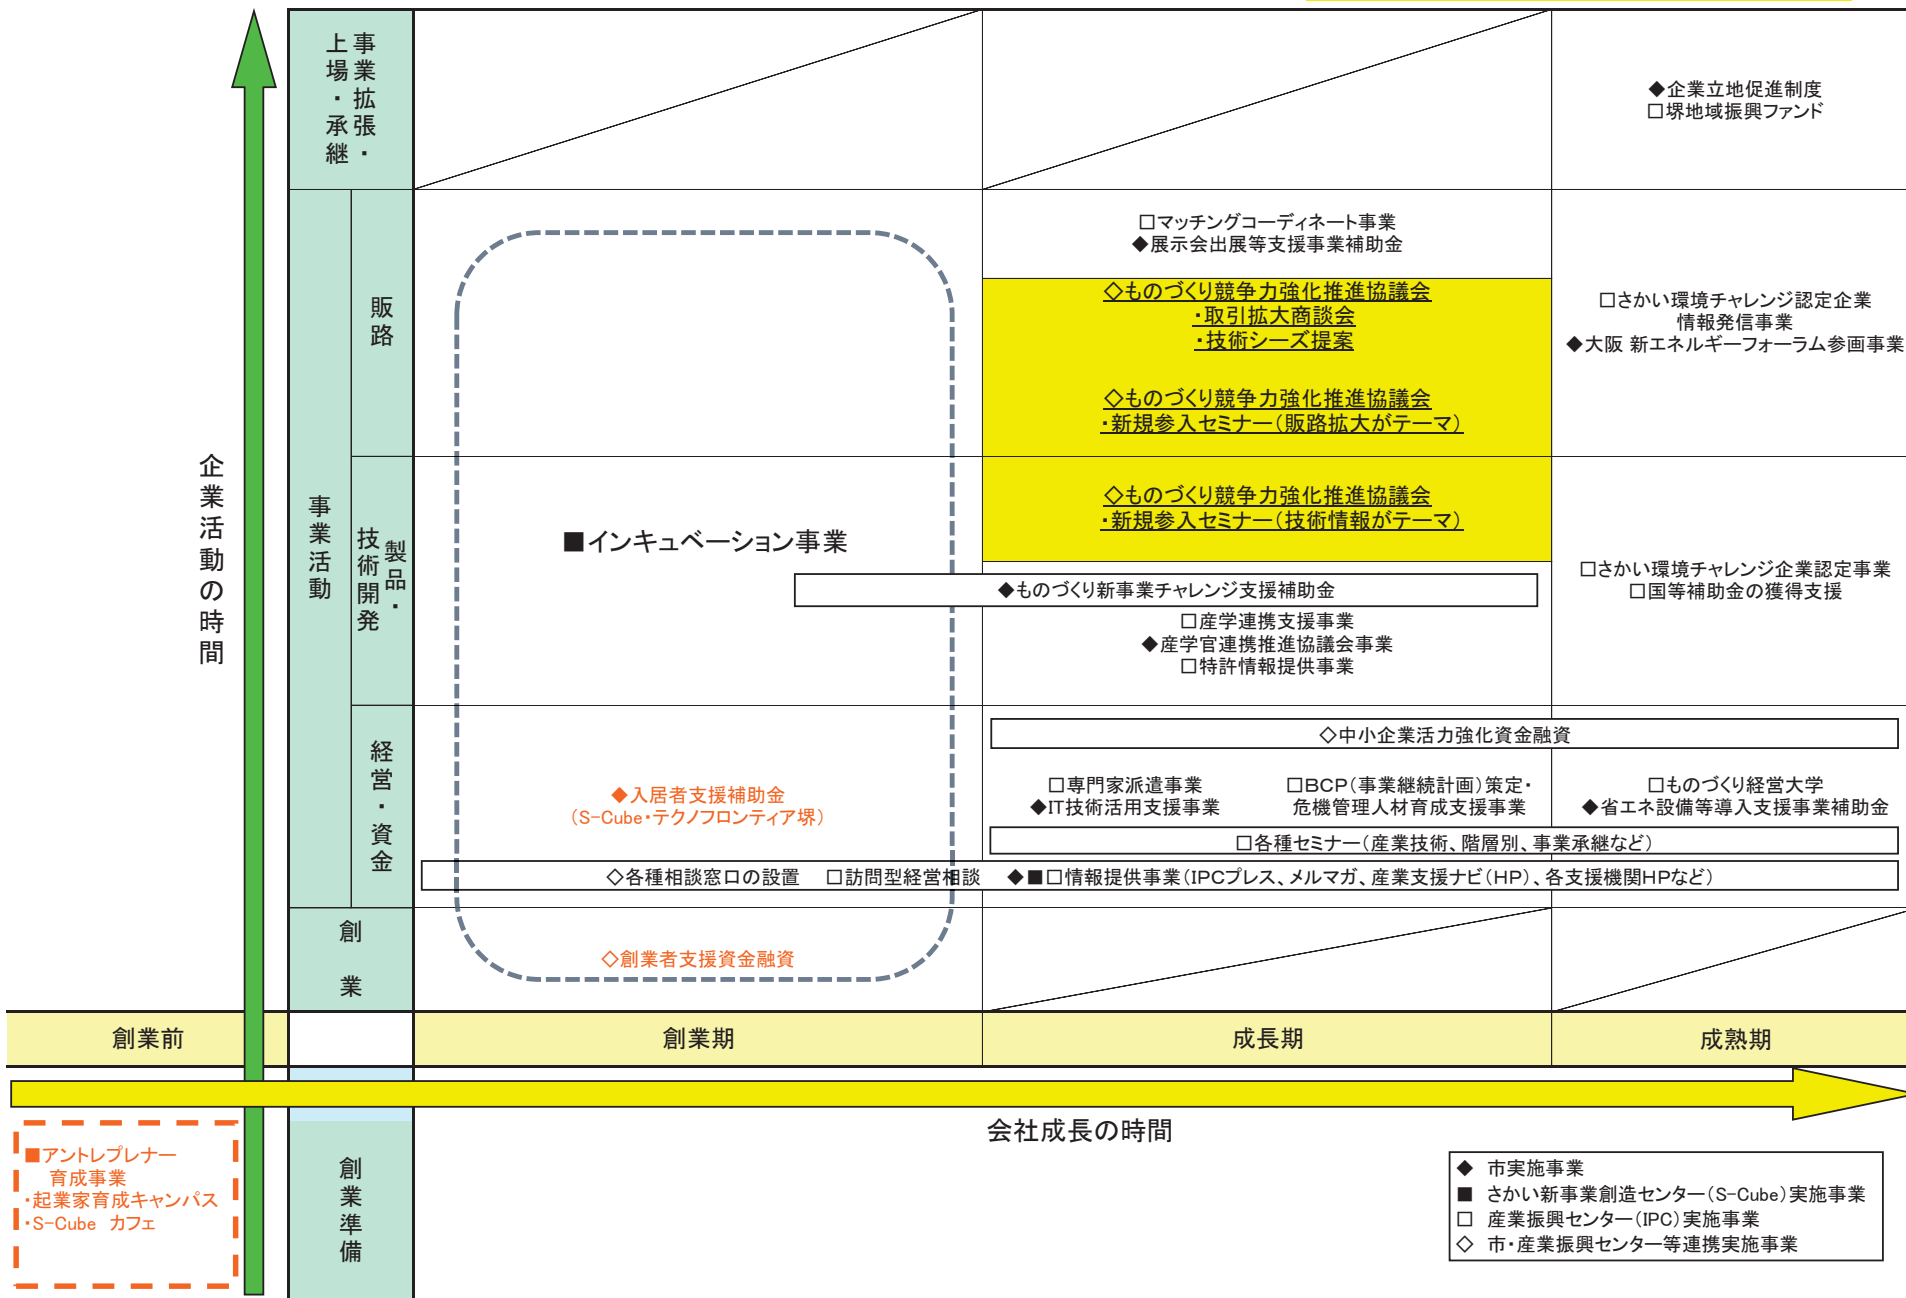 事業拡張・
上場・承継
◆企業立地促進制度
□堺地域振興ファンド
企業活動の時間
事業活動
販路
□マッチングコーディネート事業
◆展示会出展等支援事業補助金
◇ものづくり競争力強化推進協議会
・取引拡大商談会
・技術シーズ提案
◇ものづくり競争力強化推進協議会
・新規参入セミナー(販路拡大がテーマ)
□さかい環境チャレンジ認定企業
情報発信事業
◆大阪 新エネルギーフォーラム参画事業
製品・
技術開発
■インキュベーション事業
◇ものづくり競争力強化推進協議会
・新規参入セミナー(技術情報がテーマ)
◆ものづくり新事業チャレンジ支援補助金
□産学連携支援事業
◆産学官連携推進協議会事業
□特許情報提供事業
□さかい環境チャレンジ企業認定事業
□国等補助金の獲得支援
経営・資金
◆入居者支援補助金
(S-Cube・テクノフロンティア堺)
◇中小企業活力強化資金融資
□専門家派遣事業
◆IT技術活用支援事業
□BCP(事業継続計画)策定・
危機管理人材育成支援事業
□ものづくり経営大学
◆省エネ設備等導入支援事業補助金
□各種セミナー(産業技術、階層別、事業承継など)
◇各種相談窓口の設置 □訪問型経営相談 ◆■□情報提供事業(IPCプレス、メルマガ、産業支援ナビ(HP)、各支援機関HPなど)
創業
◇創業者支援資金融資
創業前
創業期
成長期
成熟期
会社成長の時間
■アントレプレナー
育成事業
・起業家育成キャンパス
・S-Cube カフェ
創業準備
◆ 市実施事業
■ さかい新事業創造センター(S-Cube)実施事業
□ 産業振興センター(IPC)実施事業
◇ 市・産業振興センター等連携実施事業